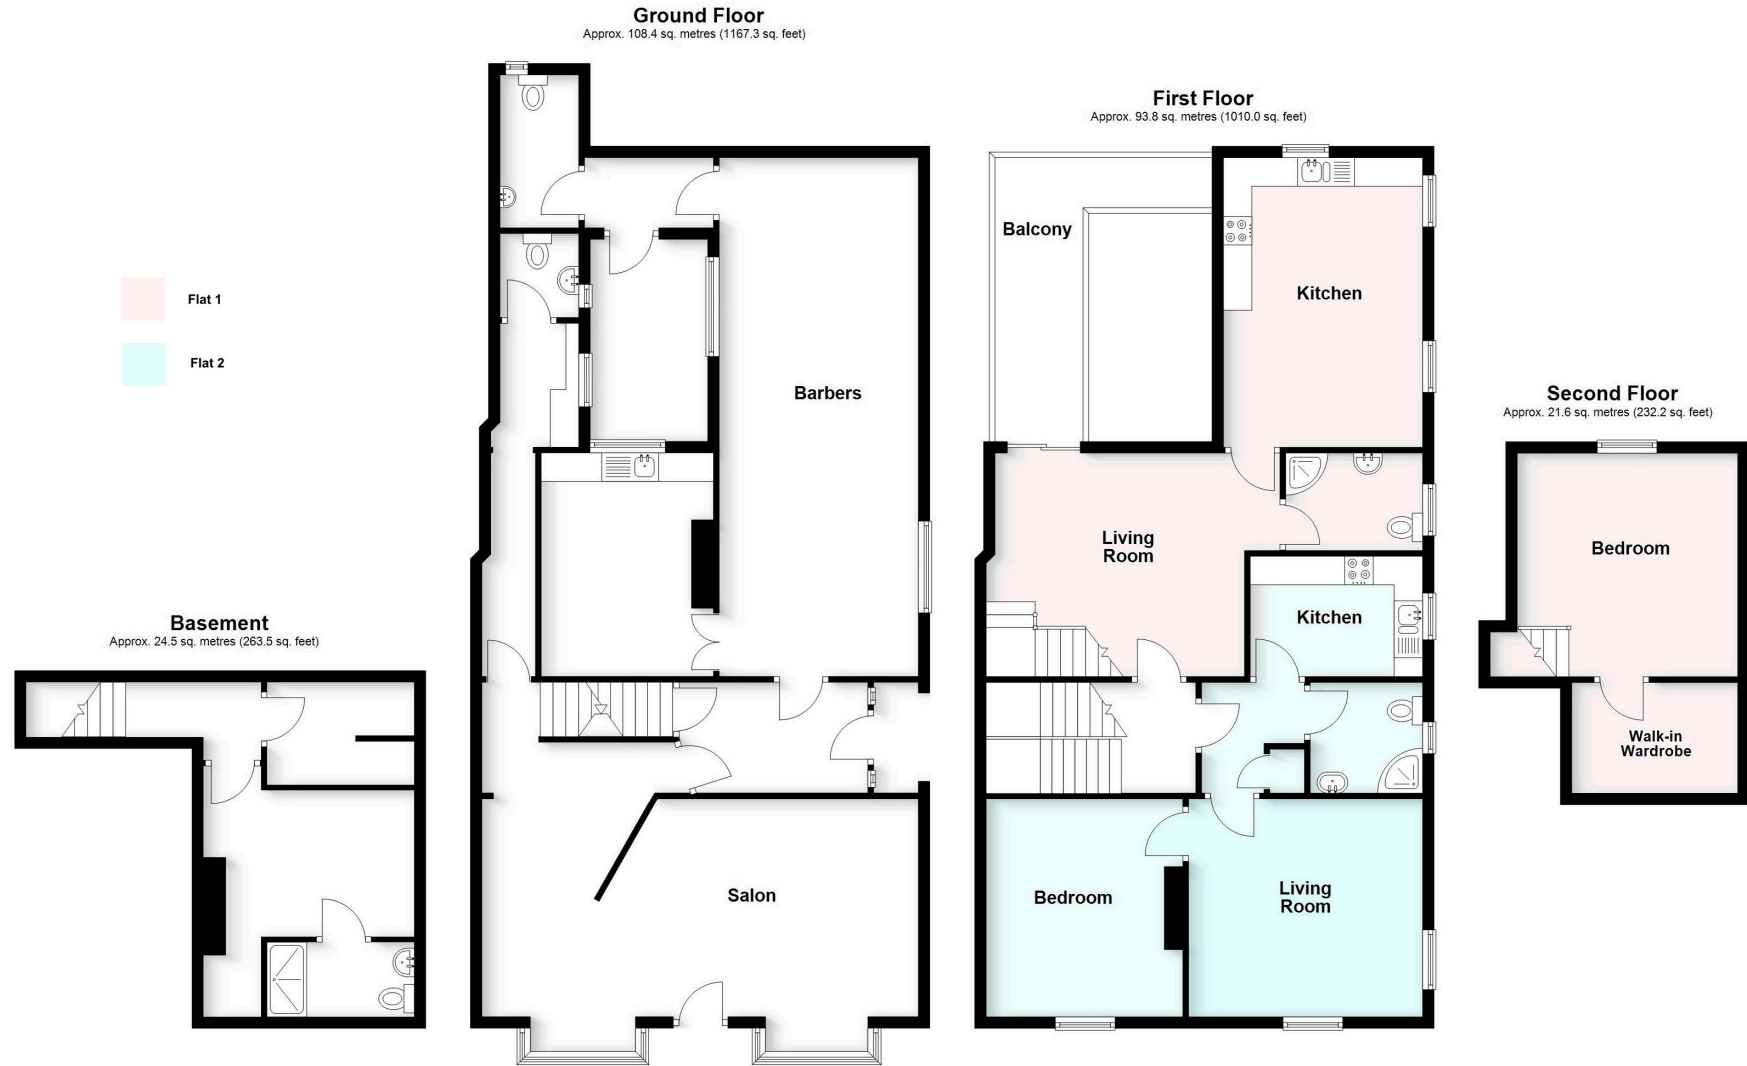 Ground Floor
Approx. 108.4 sq. metres (1167.3 sq. feet)
First Floor
Approx. 93.8 sq. metres (1010.0 sq. feet)
Balcony
Kitchen
Flat 1
Flat 2
Barbers
Second Floor
Approx. 21.6 sq. metres (232.2 sq. feet)
Living
Room
Bedroom
Kitchen
Basement
Approx. 24.5 sq. metres (263.5 sq. feet)
Walk-in
Wardrobe
Salon
Bedroom
Living
Room